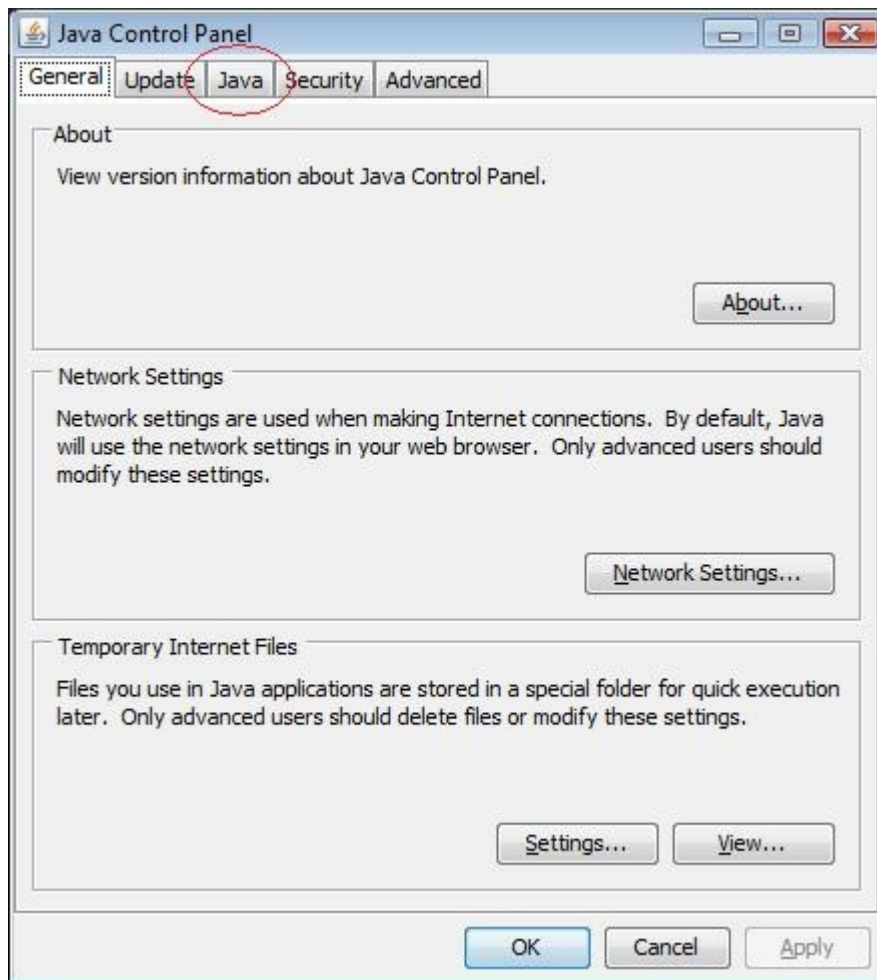 Java Control Panel
General Update Java Security Advanced
About
View version information about Java Control Panel.
About...
Network Settings
Network settings are used when making Internet connections. By default, Java
will use the network settings in your web browser. Only advanced users should
modify these settings.
Network Settings...
Temporary Internet Files
Files you use in Java applications are stored in a special folder for quick execution
later. Only advanced users should delete files or modify these settings.
Settings... View...
OK Cancel Apply